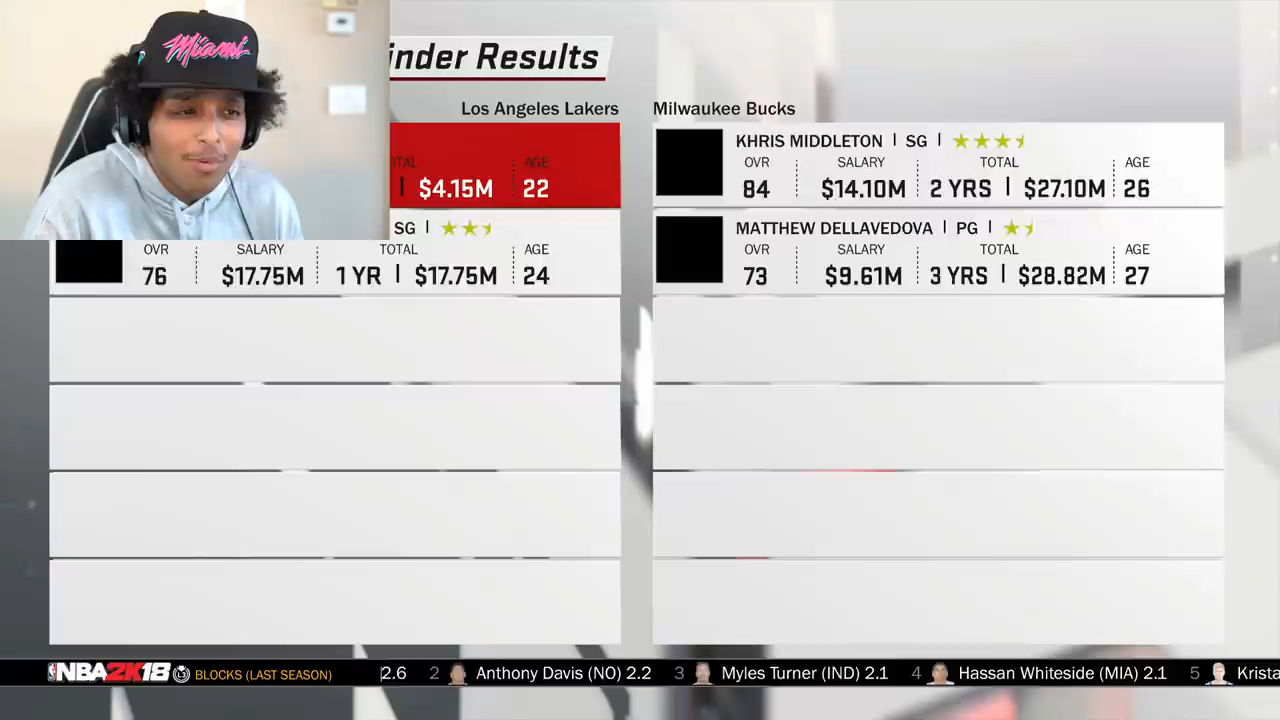 Miami
inder Results
Los Angeles Lakers
TAL AGE
$4.15M 22
SG
OVR SALARY TOTAL AGE
76 $17.75M 1 YR $17.75M 24
Milwaukee Bucks
KHRIS MIDDLETON | SG
OVR SALARY TOTAL AGE
84 $14.10M 2 YRS | $27.10M 26
MATTHEW DELLAVEDOVA | PG
OVR SALARY TOTAL AGE
73 $9.61M 3 YRS | $28.82M 27
NBA2K18 BLOCKS (LAST SEASON) 2.6 2 Anthony Davis (NO) 2.2 3 Myles Turner (IND) 2.1 4 Hassan Whiteside (MIA) 2.1 5 Krista